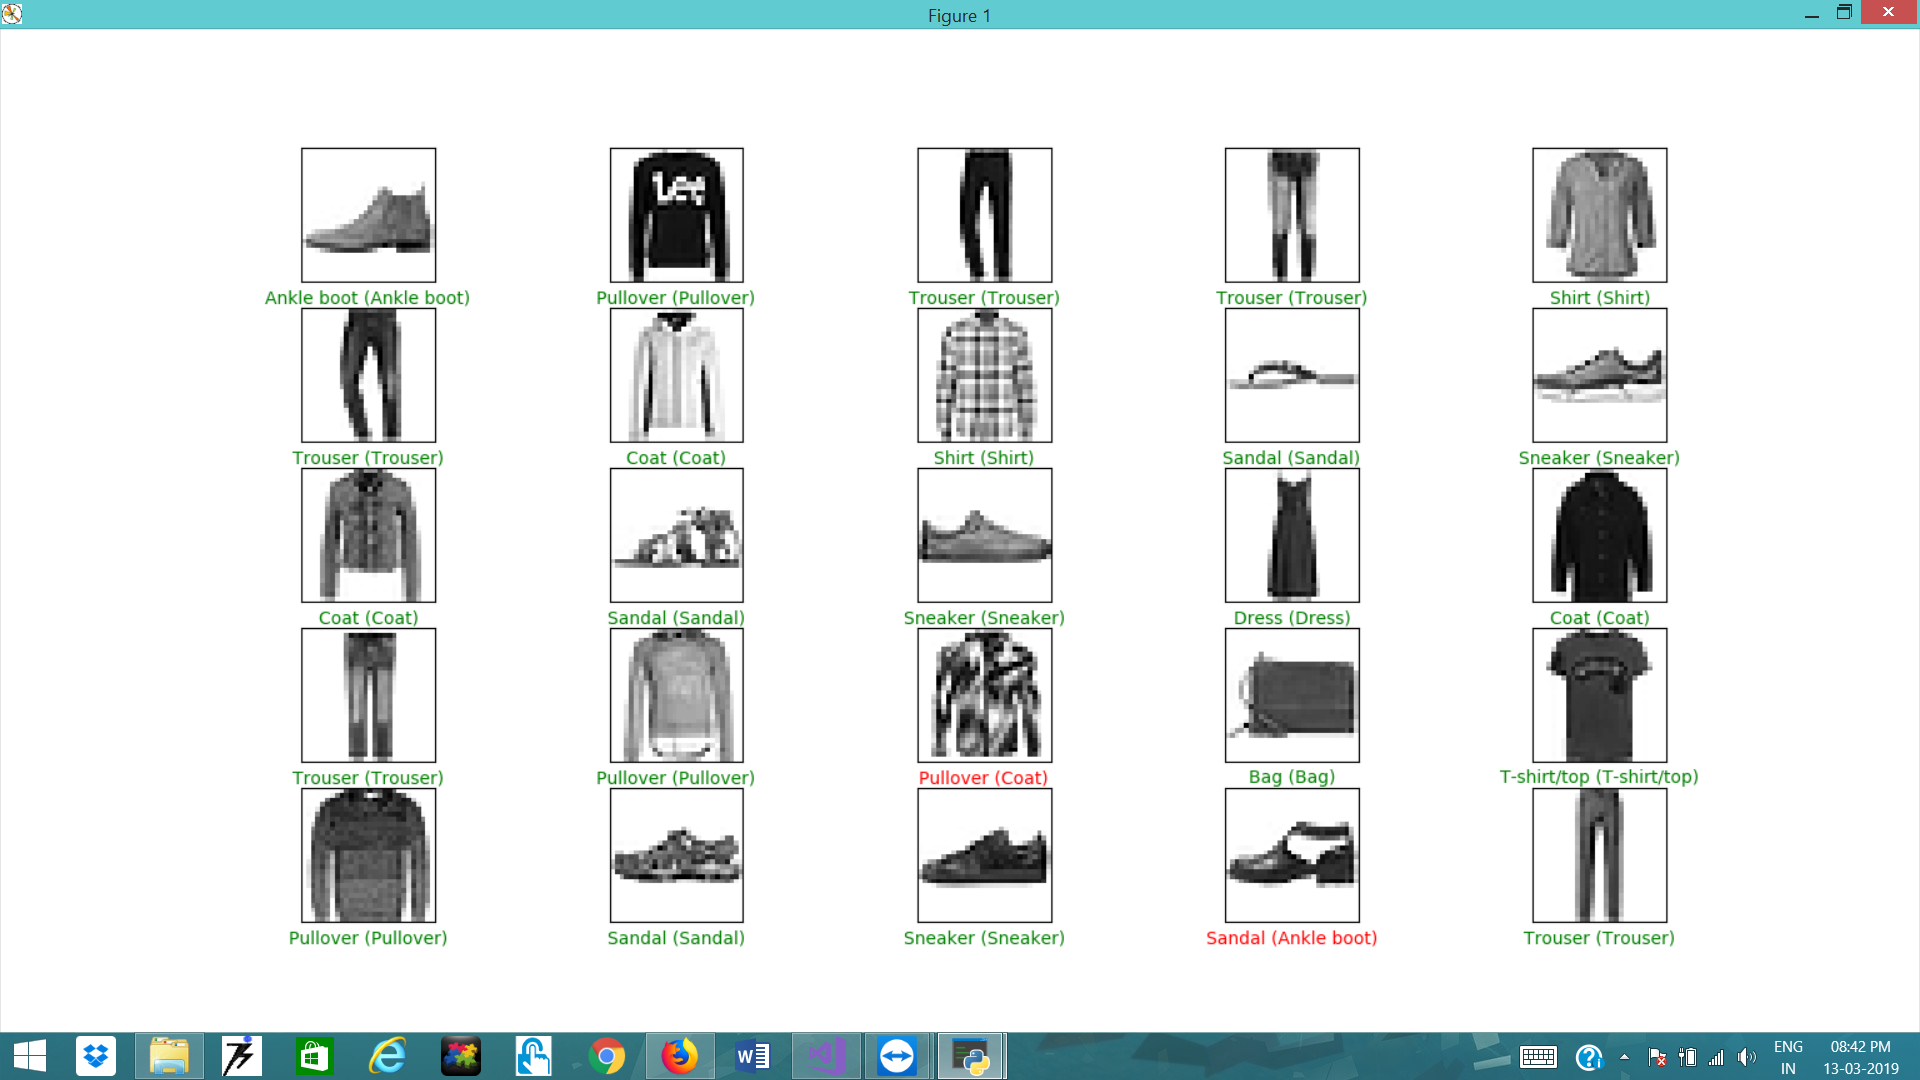 Figure 1
Lee
Ankle boot (Ankle boot) Pullover (Pullover) Trouser (Trouser) Trouser (Trouser) Shirt (Shirt)
Trouser (Trouser) Coat (Coat) Shirt (Shirt) Sandal (Sandal) Sneaker (Sneaker)
Coat (Coat) Sandal (Sandal) Sneaker (Sneaker) Dress (Dress) Coat (Coat)
Trouser (Trouser) Pullover (Pullover) Pullover (Coat) Bag (Bag) T-shirt/top (T-shirt/top)
Pullover (Pullover) Sandal (Sandal) Sneaker (Sneaker) Sandal (Ankle boot) Trouser (Trouser)
ENG 08:42 PM
IN 13-03-2019